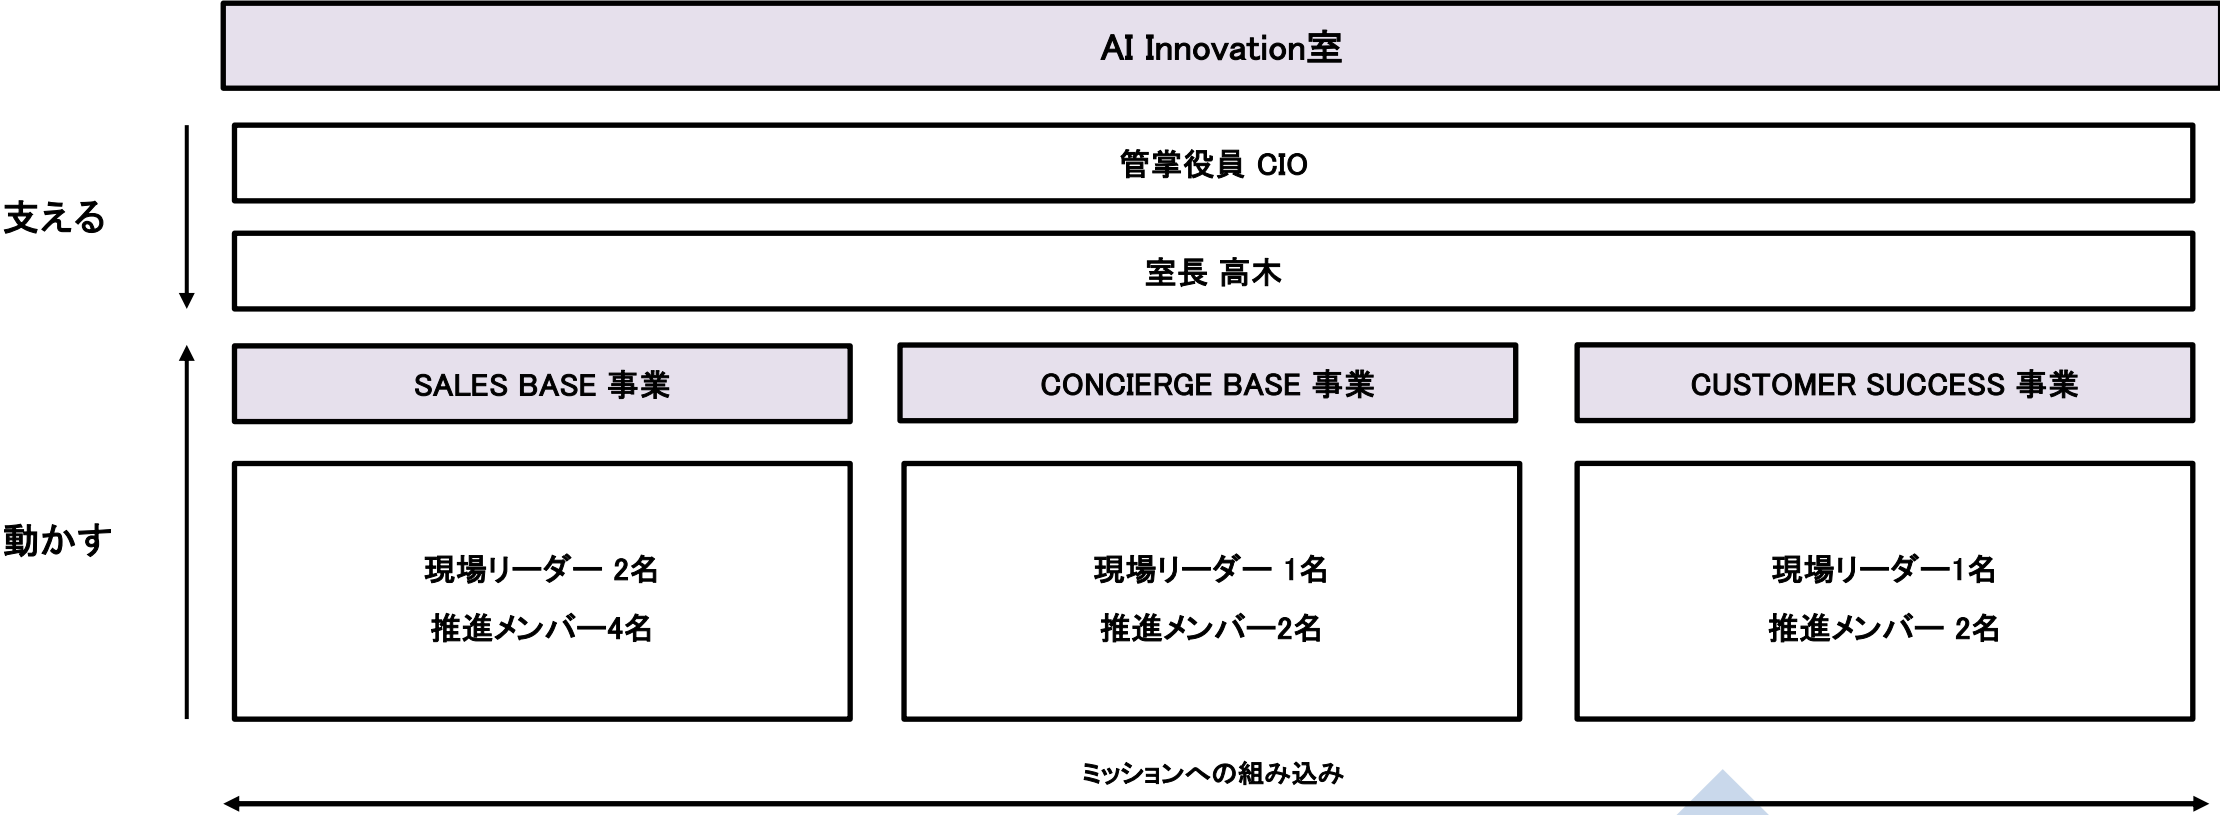 AI Innovation室
管掌役員 CIO
支える
室長 高木
SALES BASE 事業
CONCIERGE BASE 事業
CUSTOMER SUCCESS 事業
動かす
現場リーダー 2名
推進メンバー4名
現場リーダー 1名
推進メンバー2名
現場リーダー1名
推進メンバー 2名
ミッションへの組み込み